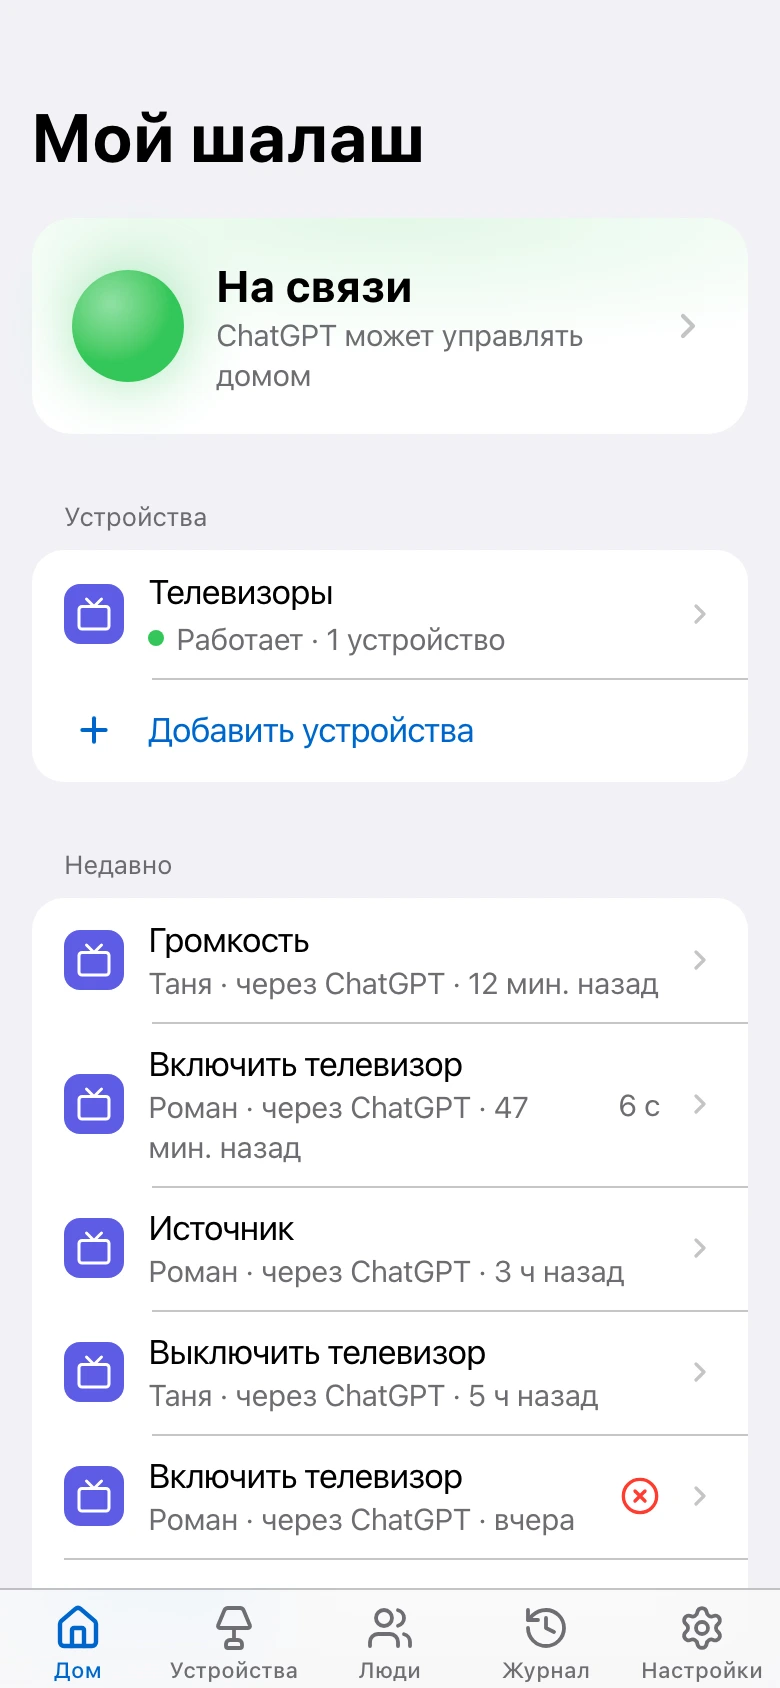 Мой шалаш
На связи
ChatGPT может управлять
домом
Устройства
Телевизоры
Работает · 1 устройство
Добавить устройства
Недавно
Громкость
Таня · через ChatGPT · 12 мин. назад
Включить телевизор
Роман · через ChatGPT · 47
мин. назад
6 с
Источник
Роман · через ChatGPT · 3 ч назад
Выключить телевизор
Таня · через ChatGPT · 5 ч назад
Включить телевизор
Роман · через ChatGPT · вчера
Дом
Устройства
Люди
Журнал
Настройки